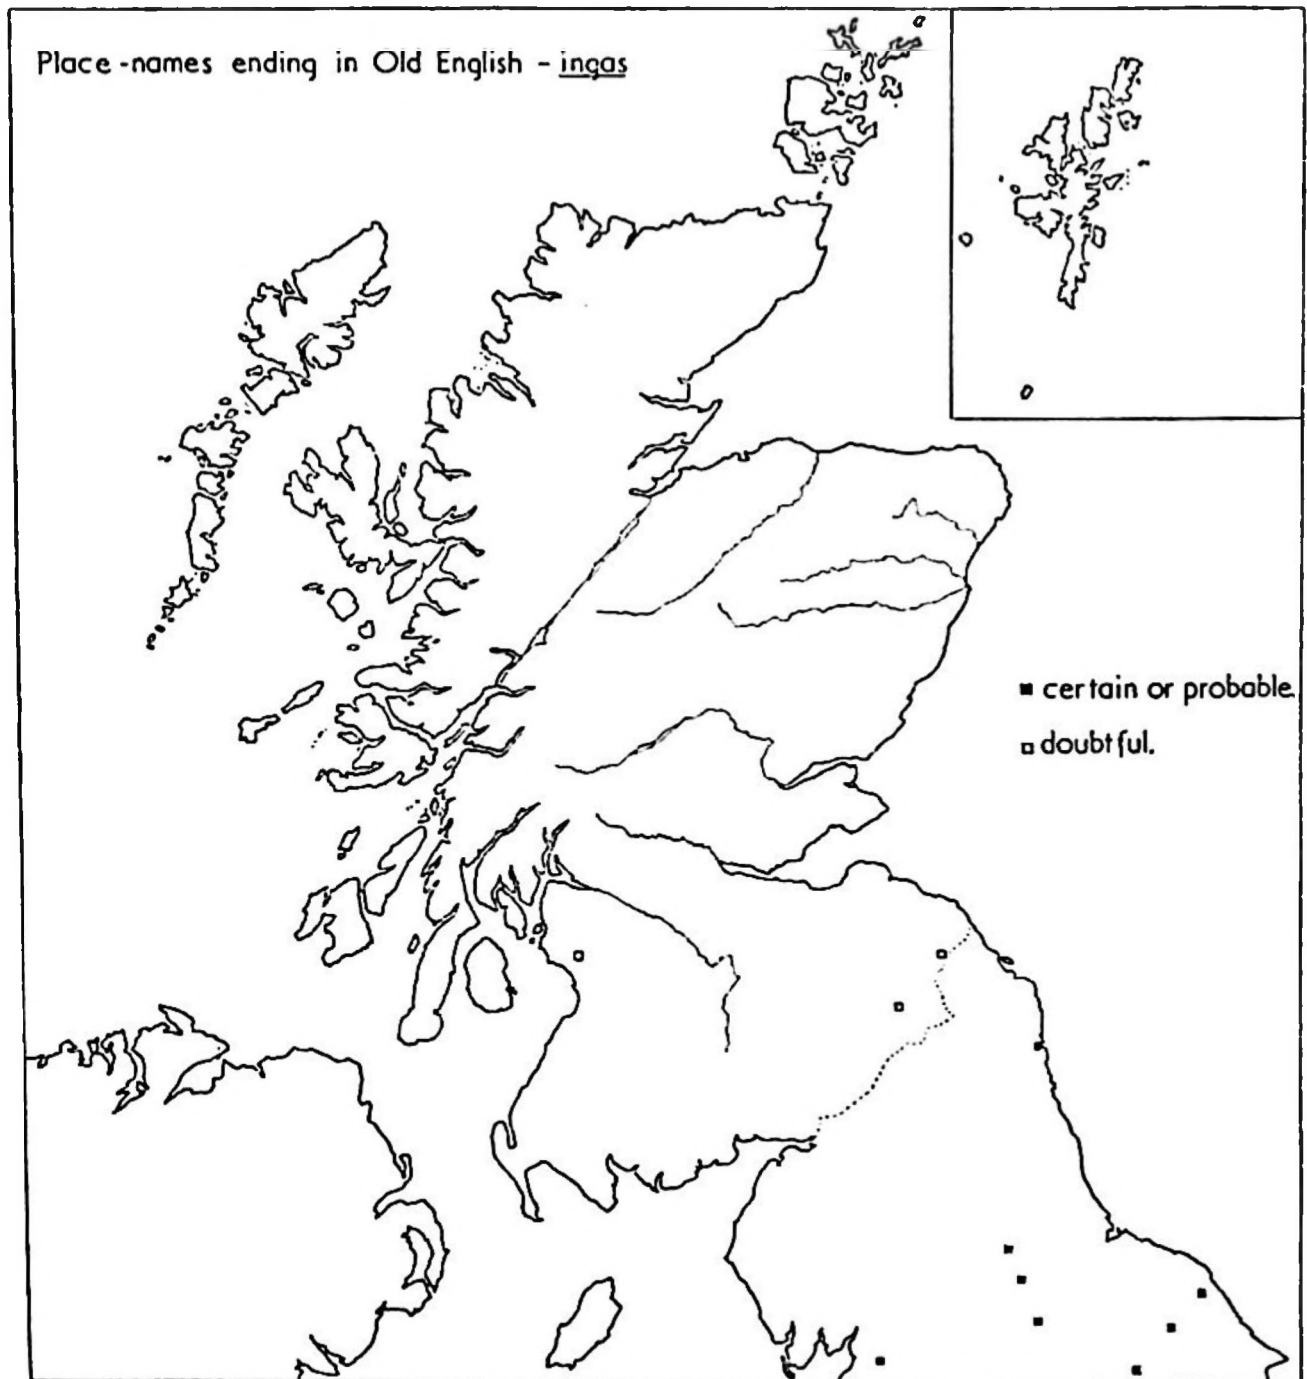 Place-names ending in Old English - ingas
certain or probable.
doubtful.